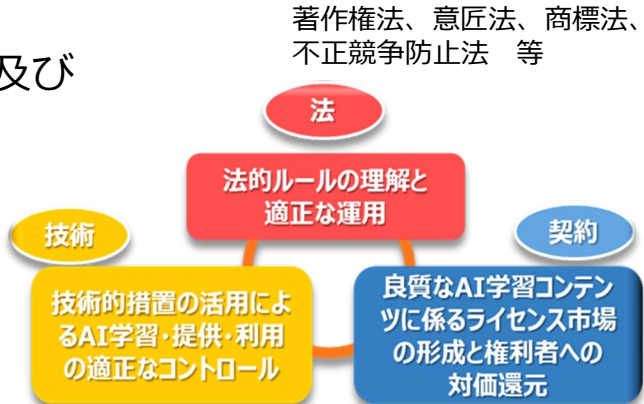 著作権法、意匠法、商標法、
不正競争防止法　等
及び
法
法的ルールの理解と
適正な運用
技術
技術的措置の活用によ
るAI学習・提供・利用
の適正なコントロール
契約
良質なAI学習コンテン
ツに係るライセンス市場
の形成と権利者への
対価還元